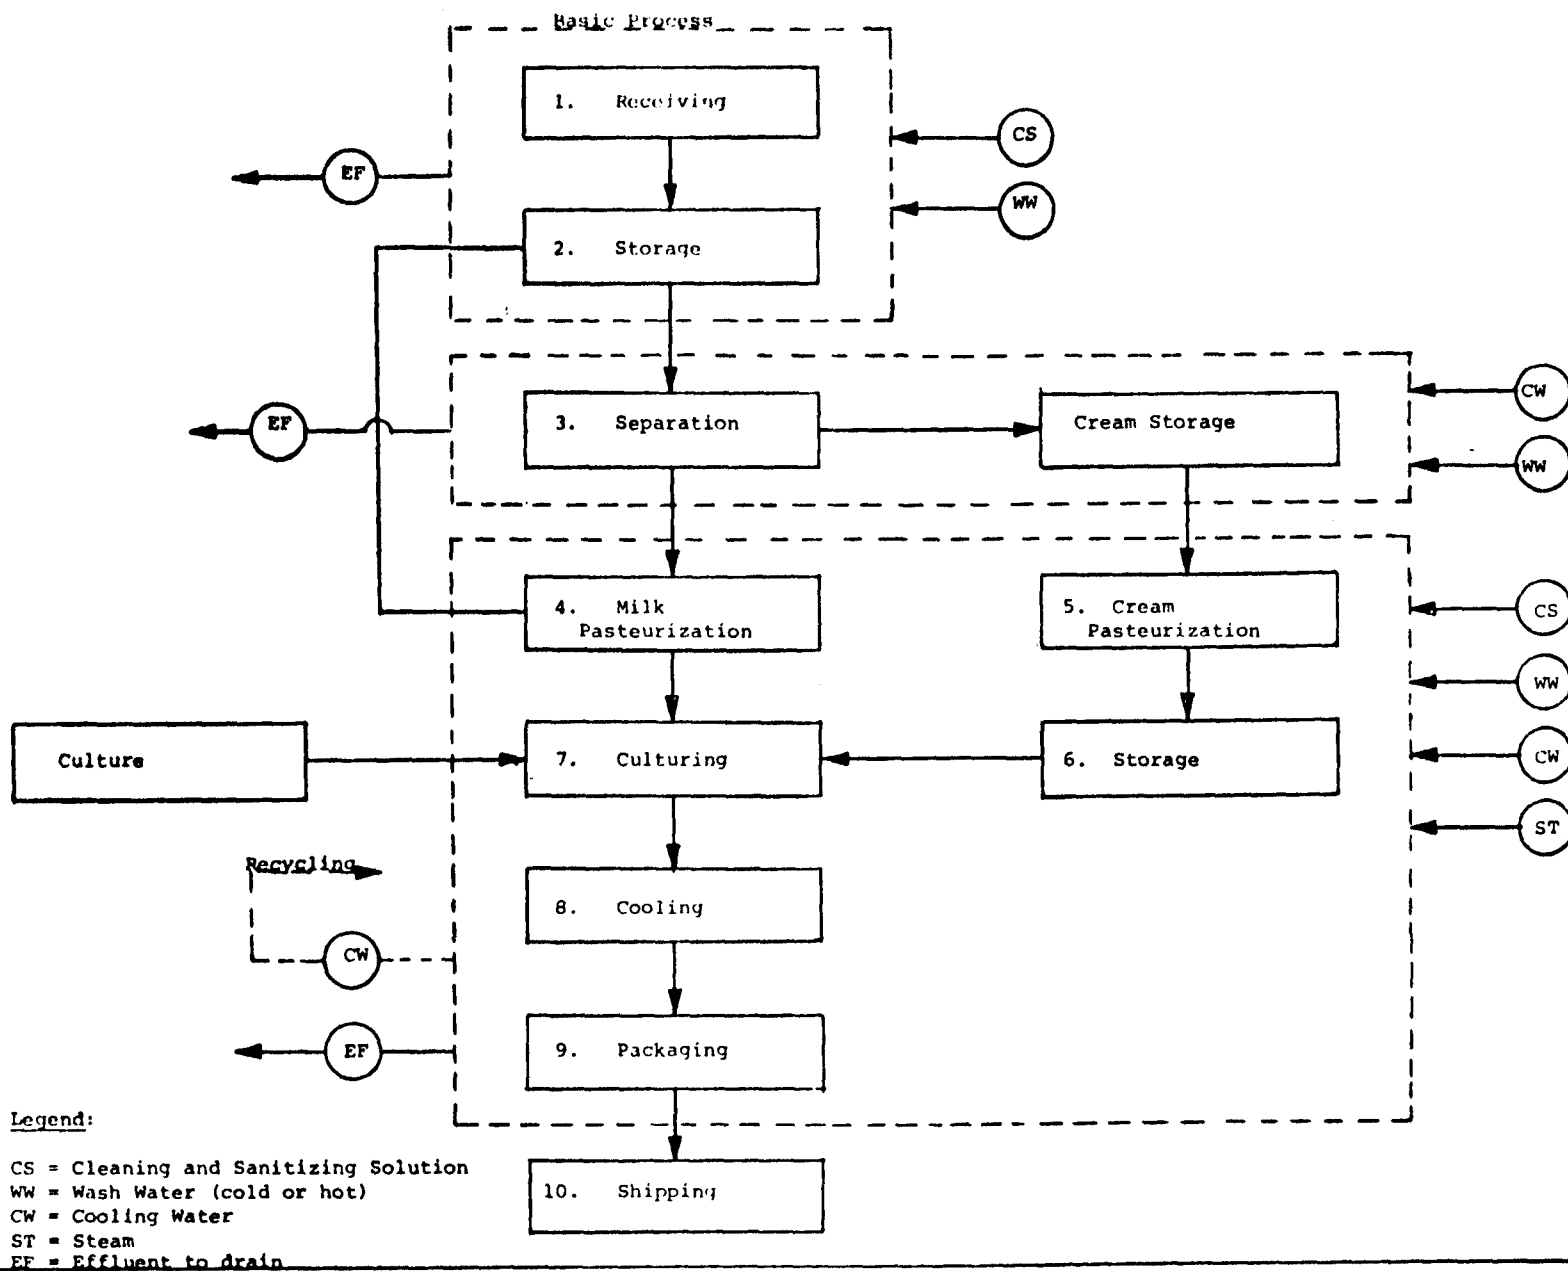 Basic Process
1. Receiving
CS
EF
WW
2. Storage
CW
EF
3. Separation
Cream Storage
WW
4. Milk
Pasteurization
5. Cream
Pasteurization
CS
WW
Culture
7. Culturing
6. Storage
CW
ST
Recycling
8. Cooling
CW
EF
9. Packaging
Legend:
CS = Cleaning and Sanitizing Solution
WW = Wash Water (cold or hot)
CW = Cooling Water
ST = Steam
EF = Effluent to drain
10. Shipping